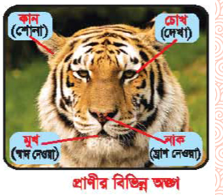 কান
(শোনা)
চোখ
(দেখা)
মুখ
(স্বাদ নেওয়া)
নাক
(ঘ্রাণ নেওয়া)
প্রাণীর বিভিন্ন অঙ্গ